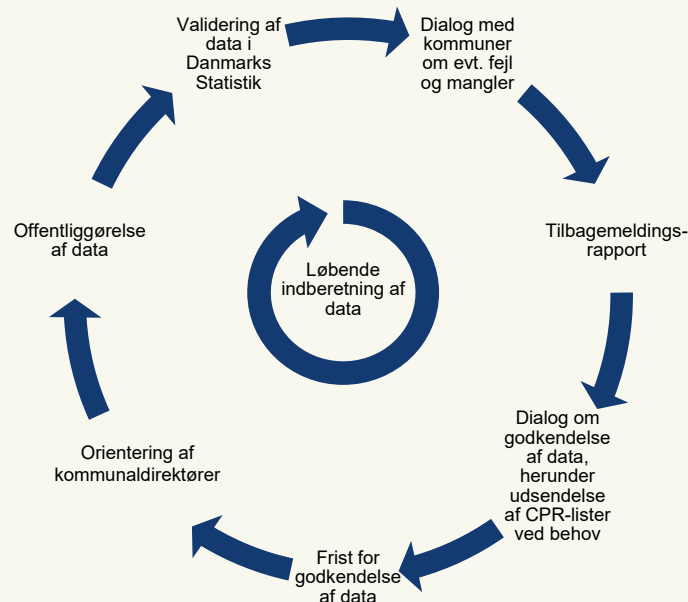 Validering af
data i
Danmarks
Statistik
Dialog med
kommuner
om evt. fejl
og mangler
Tilbagemeldings-
rapport
Dialog om
godkendelse
af data,
herunder
udsendelse
af CPR-lister
ved behov
Frist for
godkendelse
af data
Orientering af
kommunaldirektører
Offentliggørelse
af data
Løbende
indberetning af
data